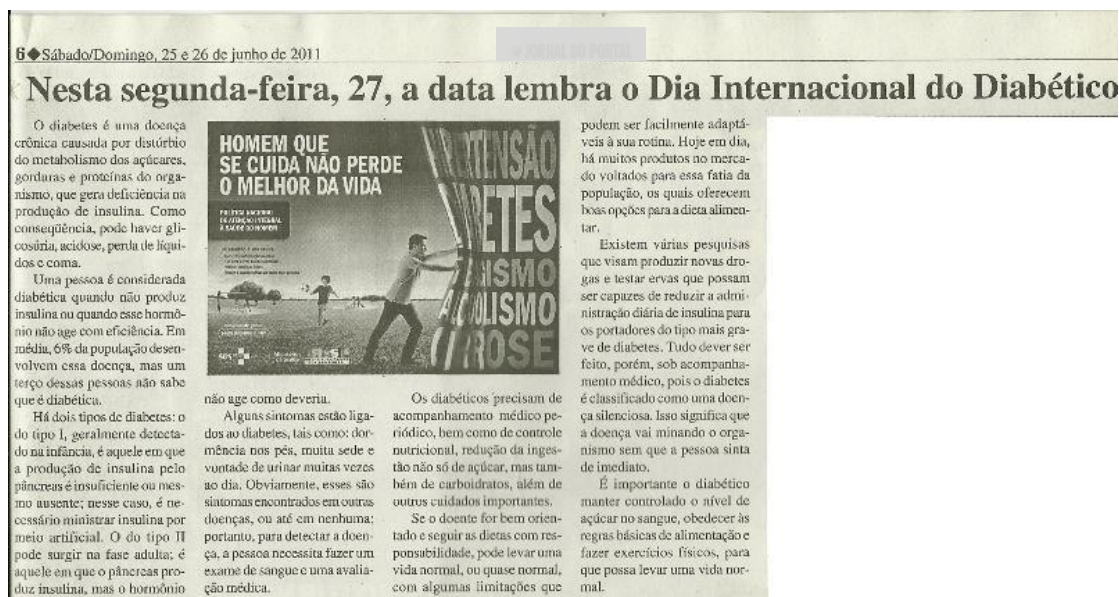 6◆Sábado/Domingo, 25 e 26 de junho de 2011
JORNAL DO PORTAL
Nesta segunda-feira, 27, a data lembra o Dia Internacional do Diabético
O diabetes é uma doença
crônica causada por distúrbio
do metabolismo dos açúcares,
gorduras e proteínas do orga-
nismo, que gera deficiência na
produção de insulina. Como
conseqüência, pode haver gli-
cosúria, acidose, perda de líqui-
dos e coma.
Uma pessoa é considerada
diabética quando não produz
insulina ou quando esse hormô-
nio não age com eficiência. Em
média, 6% da população desen-
volvem essa doença, mas um
terço dessas pessoas não sabe
que é diabética.
Há dois tipos de diabetes: o
do tipo I, geralmente detecta-
do na infância, é aquele em que
a produção de insulina pelo
pâncreas é insuficiente ou mes-
mo ausente; nesse caso, é ne-
cessário ministrar insulina por
meio artificial. O do tipo II
pode surgir na fase adulta; é
aquele em que o pâncreas pro-
duz insulina, mas o hormônio
HOMEM QUE
SE CUIDA NÃO PERDE
O MELHOR DA VIDA
POLÍTICA NACIONAL
DE ATENÇÃO INTEGRAL
À SAÚDE DO HOMEM
HIPERTENSÃO
DIABETES
ALCOOLISMO
CIRROSE
SUS
não age como deveria.
Alguns sintomas estão liga-
dos ao diabetes, tais como: dor-
mência nos pés, muita sede e
vontade de urinar muitas vezes
ao dia. Obviamente, esses são
sintomas encontrados em outras
doenças, ou até em nenhuma;
portanto, para detectar a doen-
ça, a pessoa necessita fazer um
exame de sangue e uma avalia-
ção médica.
Os diabéticos precisam de
acompanhamento médico pe-
riódico, bem como de controle
nutricional, redução da inges-
tão não só de açúcar, mas tam-
bém de carboidratos, além de
outros cuidados importantes.
Se o doente for bem orien-
tado e seguir as dietas com res-
ponsabilidade, pode levar uma
vida normal, ou quase normal,
com algumas limitações que
podem ser facilmente adaptá-
veis à sua rotina. Hoje em dia,
há muitos produtos no merca-
do voltados para essa fatia da
população, os quais oferecem
boas opções para a dieta alimen-
tar.
Existem várias pesquisas
que visam produzir novas dro-
gas e testar ervas que possam
ser capazes de reduzir a admi-
nistração diária de insulina para
os portadores do tipo mais gra-
ve de diabetes. Tudo dever ser
feito, porém, sob acompanha-
mento médico, pois o diabetes
é classificado como uma doen-
ça silenciosa. Isso significa que
a doença vai minando o orga-
nismo sem que a pessoa sinta
de imediato.
É importante o diabético
manter controlado o nível de
açúcar no sangue, obedecer às
regras básicas de alimentação e
fazer exercícios físicos, para
que possa levar uma vida nor-
mal.